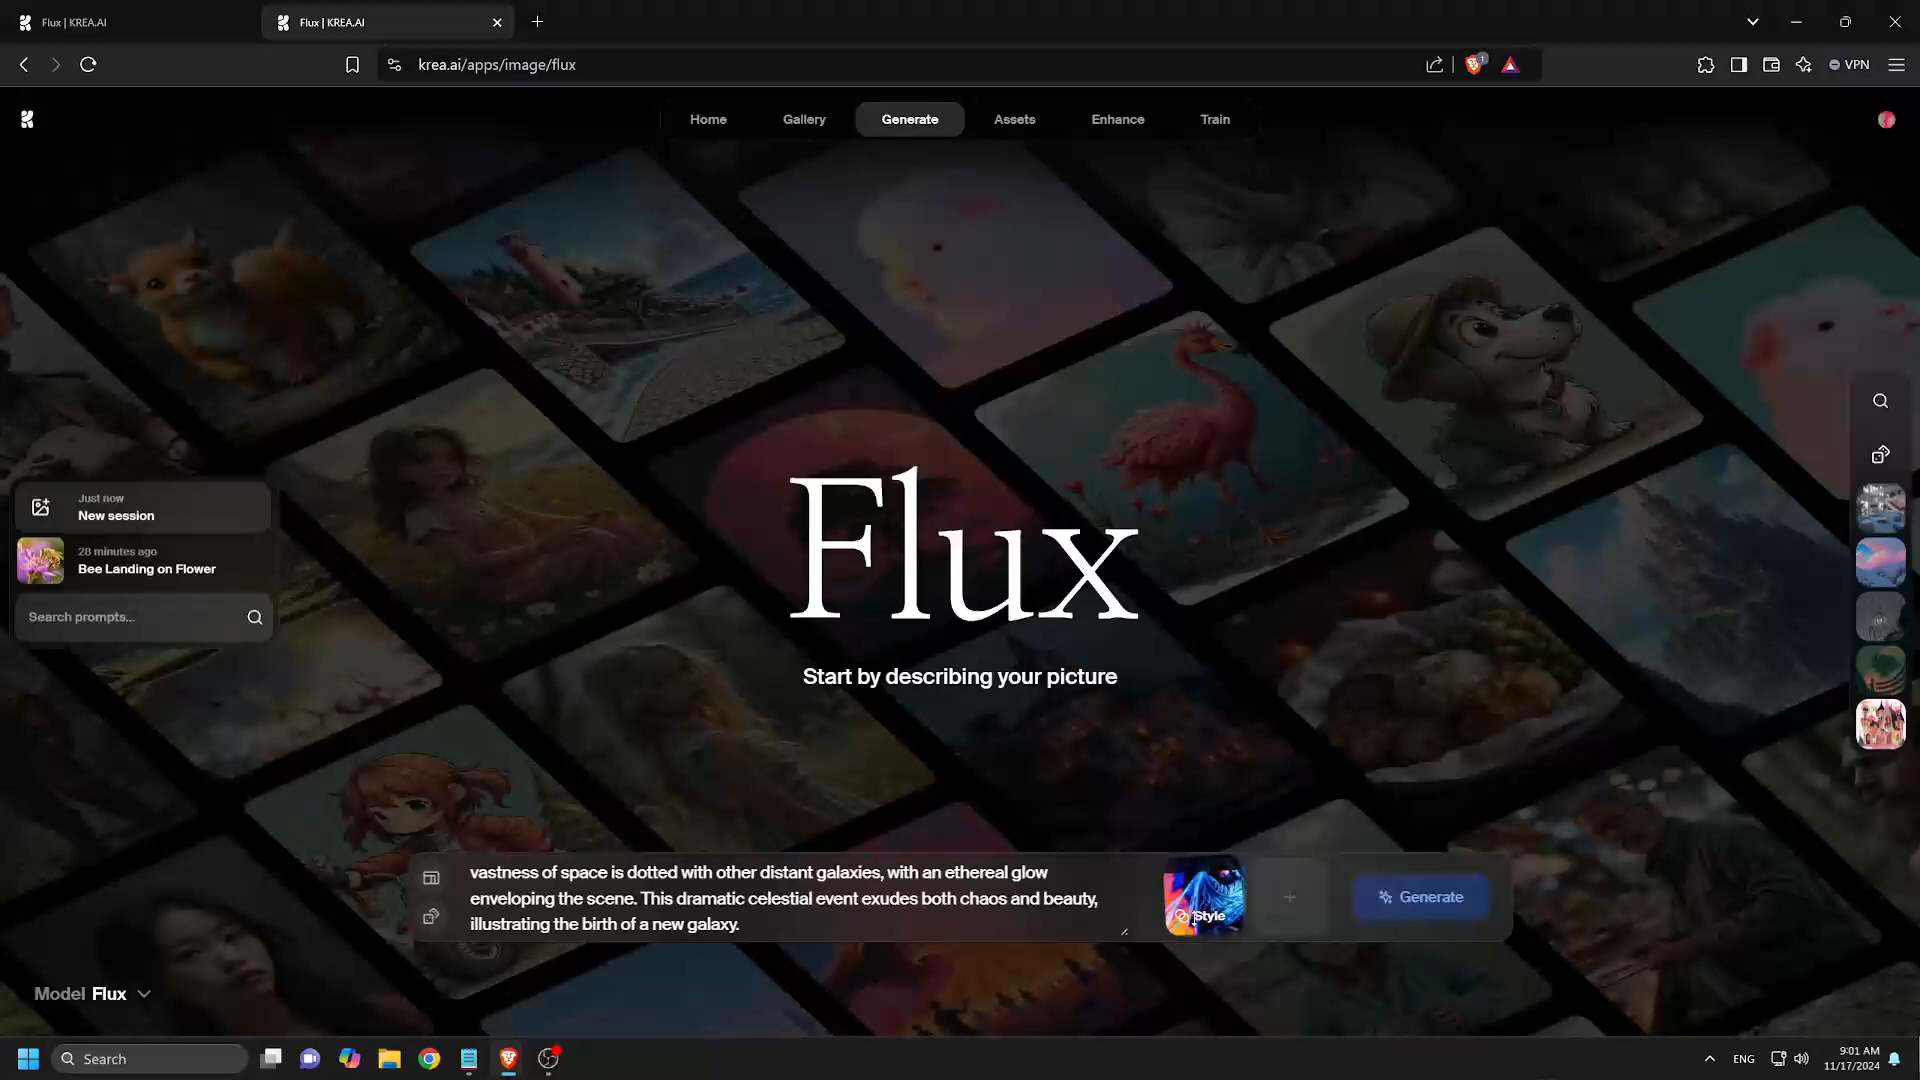 Flux | KREA.AI
Flux | KREA.AI
krea.ai/apps/image/flux
1
VPN
Home
Gallery
Generate
Assets
Enhance
Train
Flux
Start by describing your picture
Just now
New session
28 minutes ago
Bee Landing on Flower
Search prompts...
vastness of space is dotted with other distant galaxies, with an ethereal glow
enveloping the scene. This dramatic celestial event exudes both chaos and beauty,
illustrating the birth of a new galaxy.
Style
Generate
Model Flux
Search
ENG
9:01 AM
11/17/2024